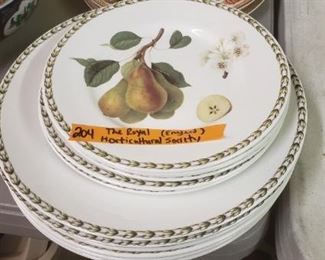 204 The Royal (England)
Horticultural Society